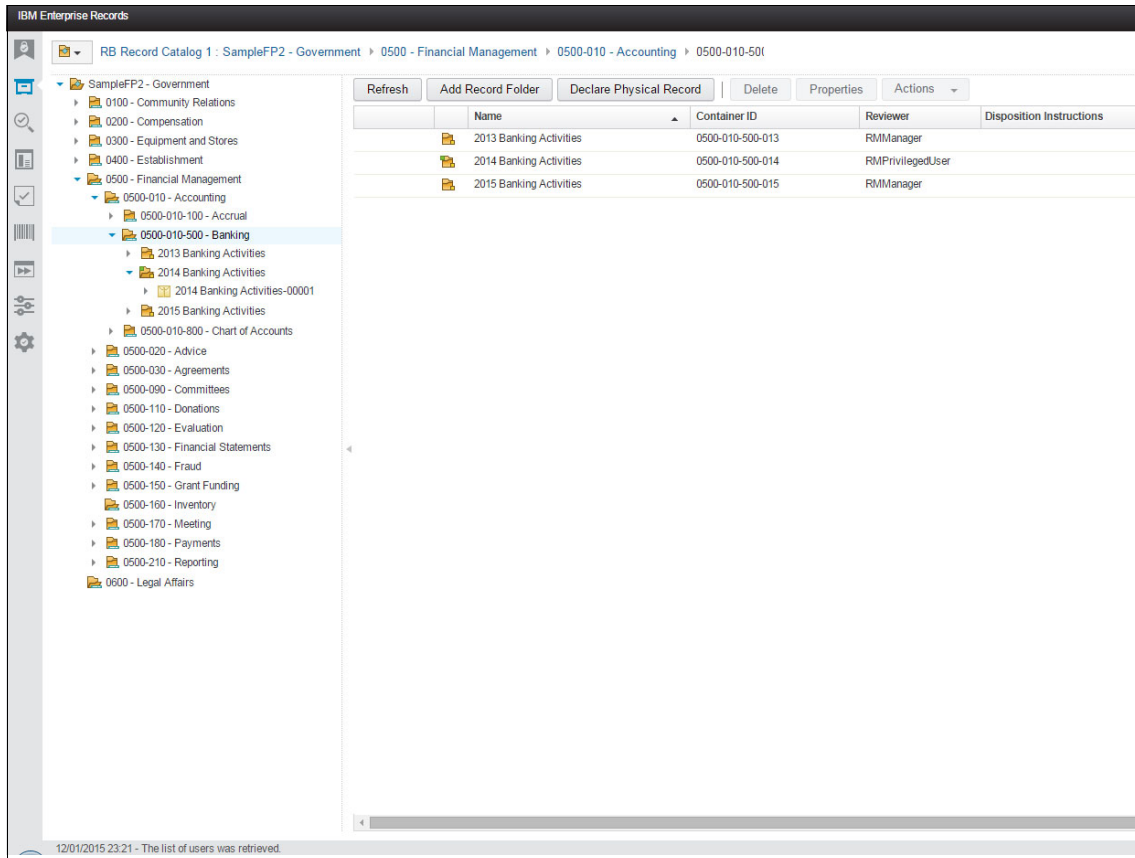 IBM Enterprise Records
RB Record Catalog 1 : SampleFP2 - Government 0500 - Financial Management 0500-010 - Accounting 0500-010-500
SampleFP2 - Government
0100 - Community Relations
0200 - Compensation
0300 - Equipment and Stores
0400 - Establishment
0500 - Financial Management
0500-010 - Accounting
0500-010-100 - Accrual
0500-010-500 - Banking
2013 Banking Activities
2014 Banking Activities
2014 Banking Activities-00001
2015 Banking Activities
0500-010-800 - Chart of Accounts
0500-020 - Advice
0500-030 - Agreements
0500-090 - Committees
0500-110 - Donations
0500-120 - Evaluation
0500-130 - Financial Statements
0500-140 - Fraud
0500-150 - Grant Funding
0500-160 - Inventory
0500-170 - Meeting
0500-180 - Payments
0500-210 - Reporting
0600 - Legal Affairs
Refresh Add Record Folder Declare Physical Record Delete Properties Actions
Name Container ID Reviewer Disposition Instructions
2013 Banking Activities 0500-010-500-013 RMManager
2014 Banking Activities 0500-010-500-014 RMPrivilegedUser
2015 Banking Activities 0500-010-500-015 RMManager
12/01/2015 23:21 - The list of users was retrieved.